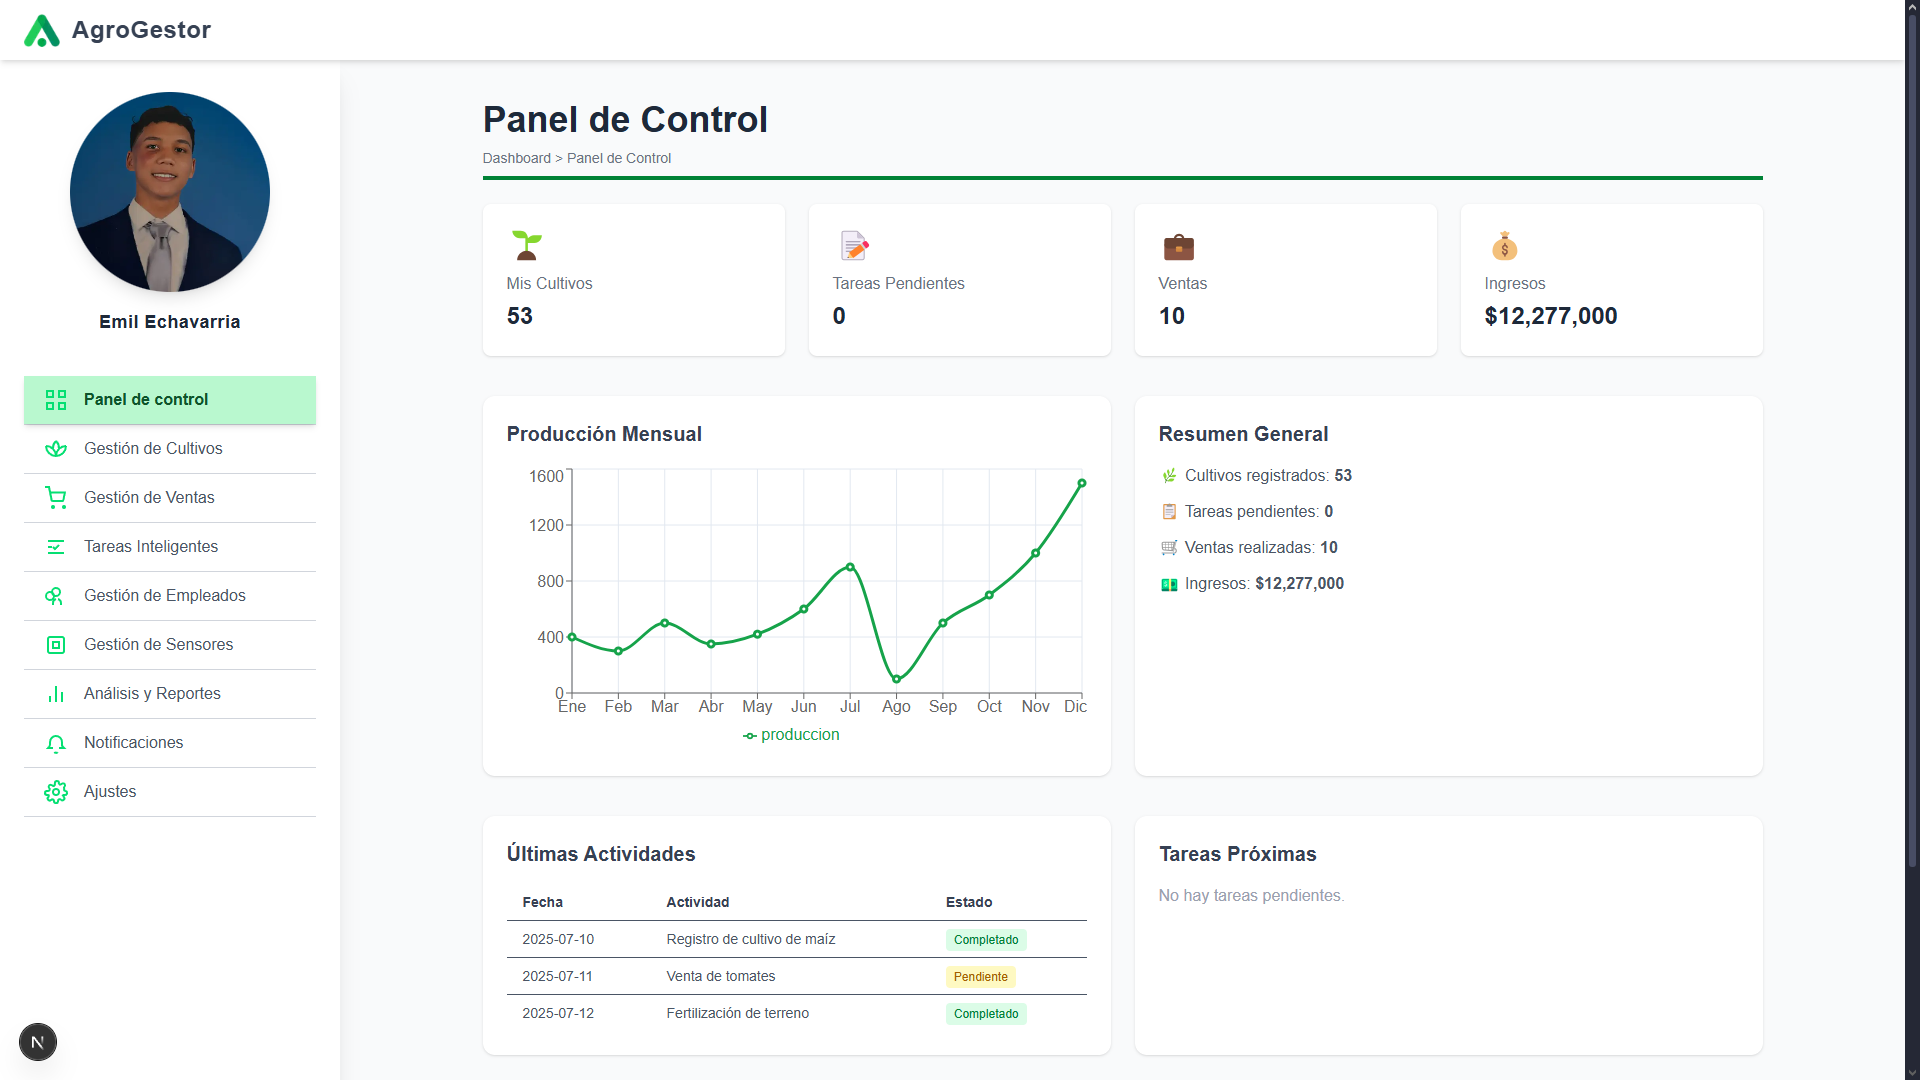 AgroGestor
Emil Echavarria
Panel de control
Gestión de Cultivos
Gestión de Ventas
Tareas Inteligentes
Gestión de Empleados
Gestión de Sensores
Análisis y Reportes
Notificaciones
Ajustes
N
Panel de Control
Dashboard > Panel de Control
Mis Cultivos
53
Tareas Pendientes
0
Ventas
10
Ingresos
$12,277,000
Producción Mensual
1600
1200
800
400
0
Ene Feb Mar Abr May Jun Jul Ago Sep Oct Nov Dic
produccion
Resumen General
Cultivos registrados: 53
Tareas pendientes: 0
Ventas realizadas: 10
Ingresos: $12,277,000
Últimas Actividades
Fecha Actividad Estado
2025-07-10 Registro de cultivo de maíz Completado
2025-07-11 Venta de tomates Pendiente
2025-07-12 Fertilización de terreno Completado
Tareas Próximas
No hay tareas pendientes.